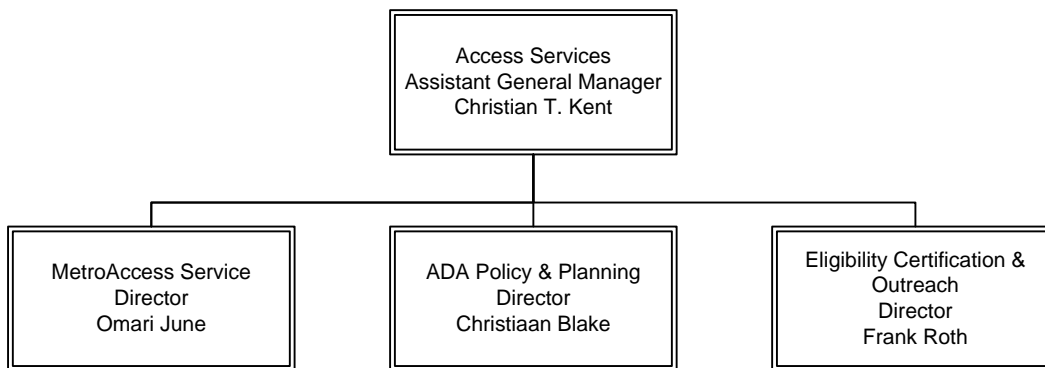 Access Services
Assistant General Manager
Christian T. Kent
MetroAccess Service
Director
Omari June
ADA Policy & Planning
Director
Christiaan Blake
Eligibility Certification &
Outreach
Director
Frank Roth